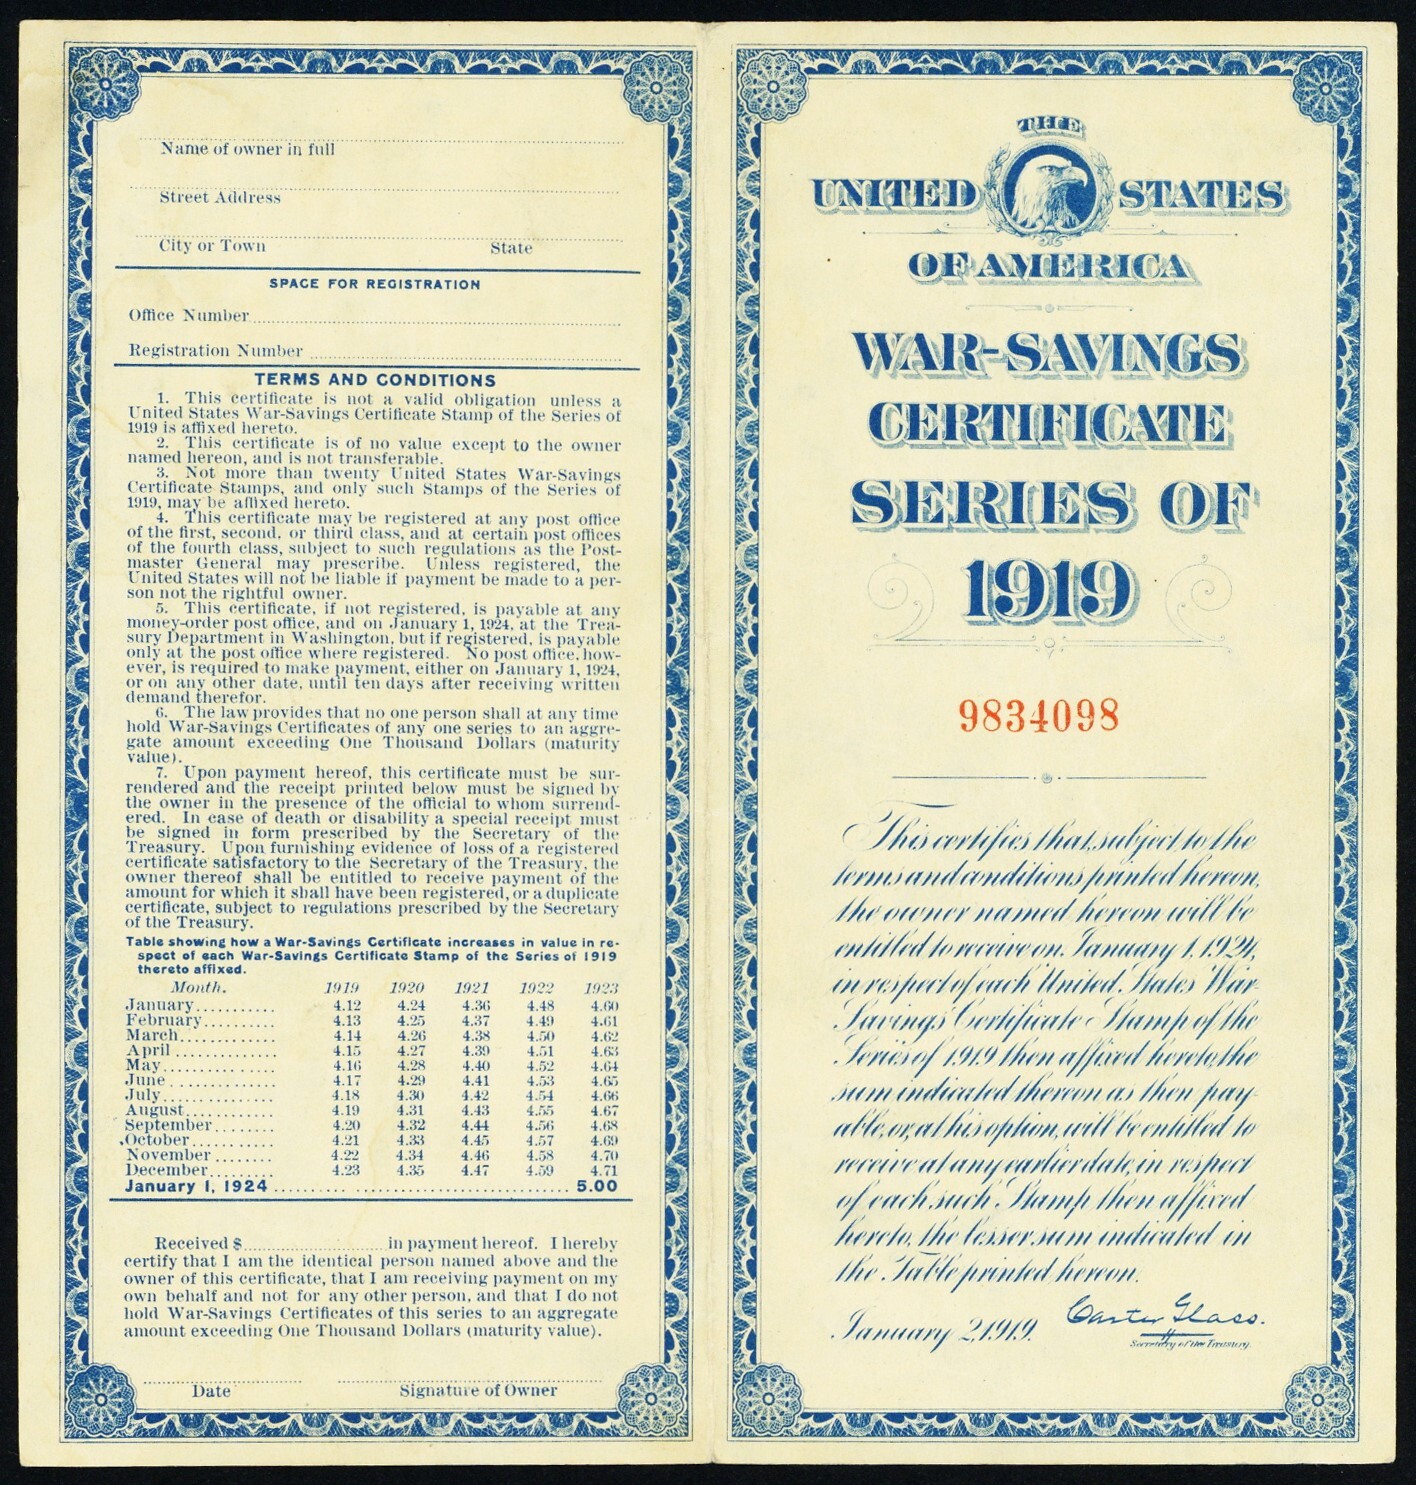 Name of owner in full
Street Address
City or Town State
SPACE FOR REGISTRATION
Office Number
Registration Number
TERMS AND CONDITIONS
1. This certificate is not a valid obligation unless a
United States War-Savings Certificate Stamp of the Series of
1919 is affixed hereto.
2. This certificate is of no value except to the owner
named hereon, and is not transferable.
3. Not more than twenty United States War-Savings
Certificate Stamps, and only such Stamps of the Series of
1919, may be affixed hereto.
4. This certificate may be registered at any post office
of the first, second, or third class, and at certain post offices
of the fourth class, subject to such regulations as the Post-
master General may prescribe. Unless registered, the
United States will not be liable if payment be made to a per-
son not the rightful owner.
5. This certificate, if not registered, is payable at any
money-order post office, and on January 1, 1924, at the Trea-
sury Department in Washington, but if registered, is payable
only at the post office where registered. No post office, how-
ever, is required to make payment, either on January 1, 1924,
or on any other date, until ten days after receiving written
demand therefor.
6. The law provides that no one person shall at any time
hold War-Savings Certificates of any one series to an aggre-
gate amount exceeding One Thousand Dollars (maturity
value).
7. Upon payment hereof, this certificate must be sur-
rendered and the receipt printed below must be signed by
the owner in the presence of the official to whom surrend-
ered. In case of death or disability a special receipt must
be signed in form prescribed by the Secretary of the
Treasury. Upon furnishing evidence of loss of a registered
certificate satisfactory to the Secretary of the Treasury, the
owner thereof shall be entitled to receive payment of the
amount for which it shall have been registered, or a duplicate
certificate, subject to regulations prescribed by the Secretary
of the Treasury.
Table showing how a War-Savings Certificate increases in value in re-
spect of each War-Savings Certificate Stamp of the Series of 1919
thereto affixed.
Month. 1919 1920 1921 1922 1923
January........... 4.12 4.24 4.36 4.48 4.60
February.......... 4.13 4.25 4.37 4.49 4.61
March............. 4.14 4.26 4.38 4.50 4.62
April ............. 4.15 4.27 4.39 4.51 4.63
May............... 4.16 4.28 4.40 4.52 4.64
June .............. 4.17 4.29 4.41 4.53 4.65
July............... 4.18 4.30 4.42 4.54 4.66
August............ 4.19 4.31 4.43 4.55 4.67
September........ 4.20 4.32 4.44 4.56 4.68
October........... 4.21 4.33 4.45 4.57 4.69
November........ 4.22 4.34 4.46 4.58 4.70
December......... 4.23 4.35 4.47 4.59 4.71
January 1, 1924 .......... .............................. 5.00
Received $ in payment hereof. I hereby
certify that I am the identical person named above and the
owner of this certificate, that I am receiving payment on my
own behalf and not for any other person, and that I do not
hold War-Savings Certificates of this series to an aggregate
amount exceeding One Thousand Dollars (maturity value).
Date Signature of Owner
THE
UNITED STATES
OF AMERICA
WAR-SAVINGS
CERTIFICATE
SERIES OF
1919
9834098
This certifies that, subject to the
terms and conditions printed hereon,
the owner named hereon will be
entitled to receive on January 1, 1924,
in respect of each United States War-
Savings Certificate Stamp of the
Series of 1919 then affixed hereto, the
sum indicated thereon as then pay-
able, or, at his option, will be entitled to
receive at any earlier date, in respect
of each such Stamp then affixed
hereto, the lesser sum indicated in
the Table printed hereon.
January 2, 1919.
Carter Glass.
Secretary of the Treasury.